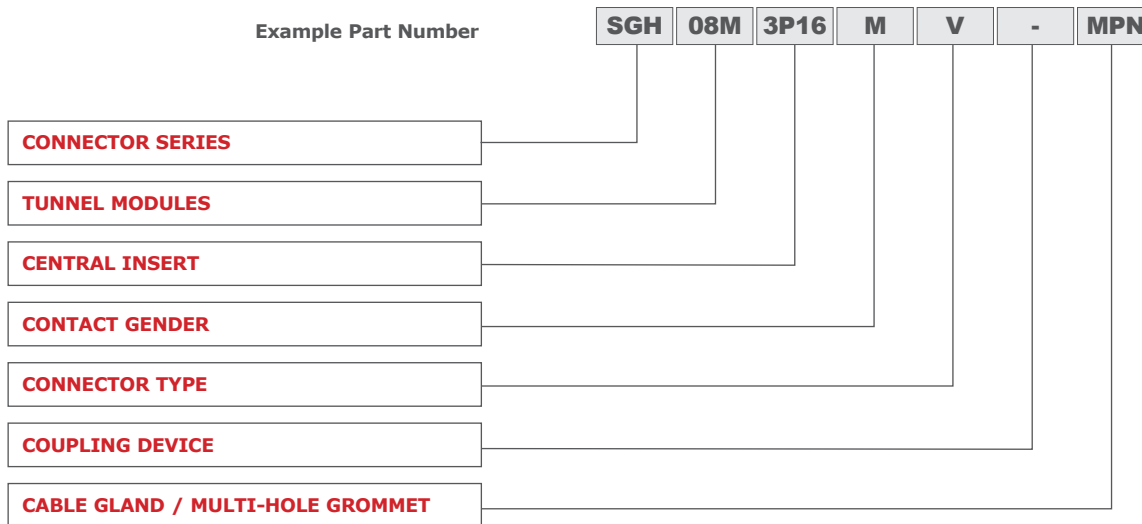 Example Part Number SGH 08M 3P16 M V - MPN
CONNECTOR SERIES
TUNNEL MODULES
CENTRAL INSERT
CONTACT GENDER
CONNECTOR TYPE
COUPLING DEVICE
CABLE GLAND / MULTI-HOLE GROMMET